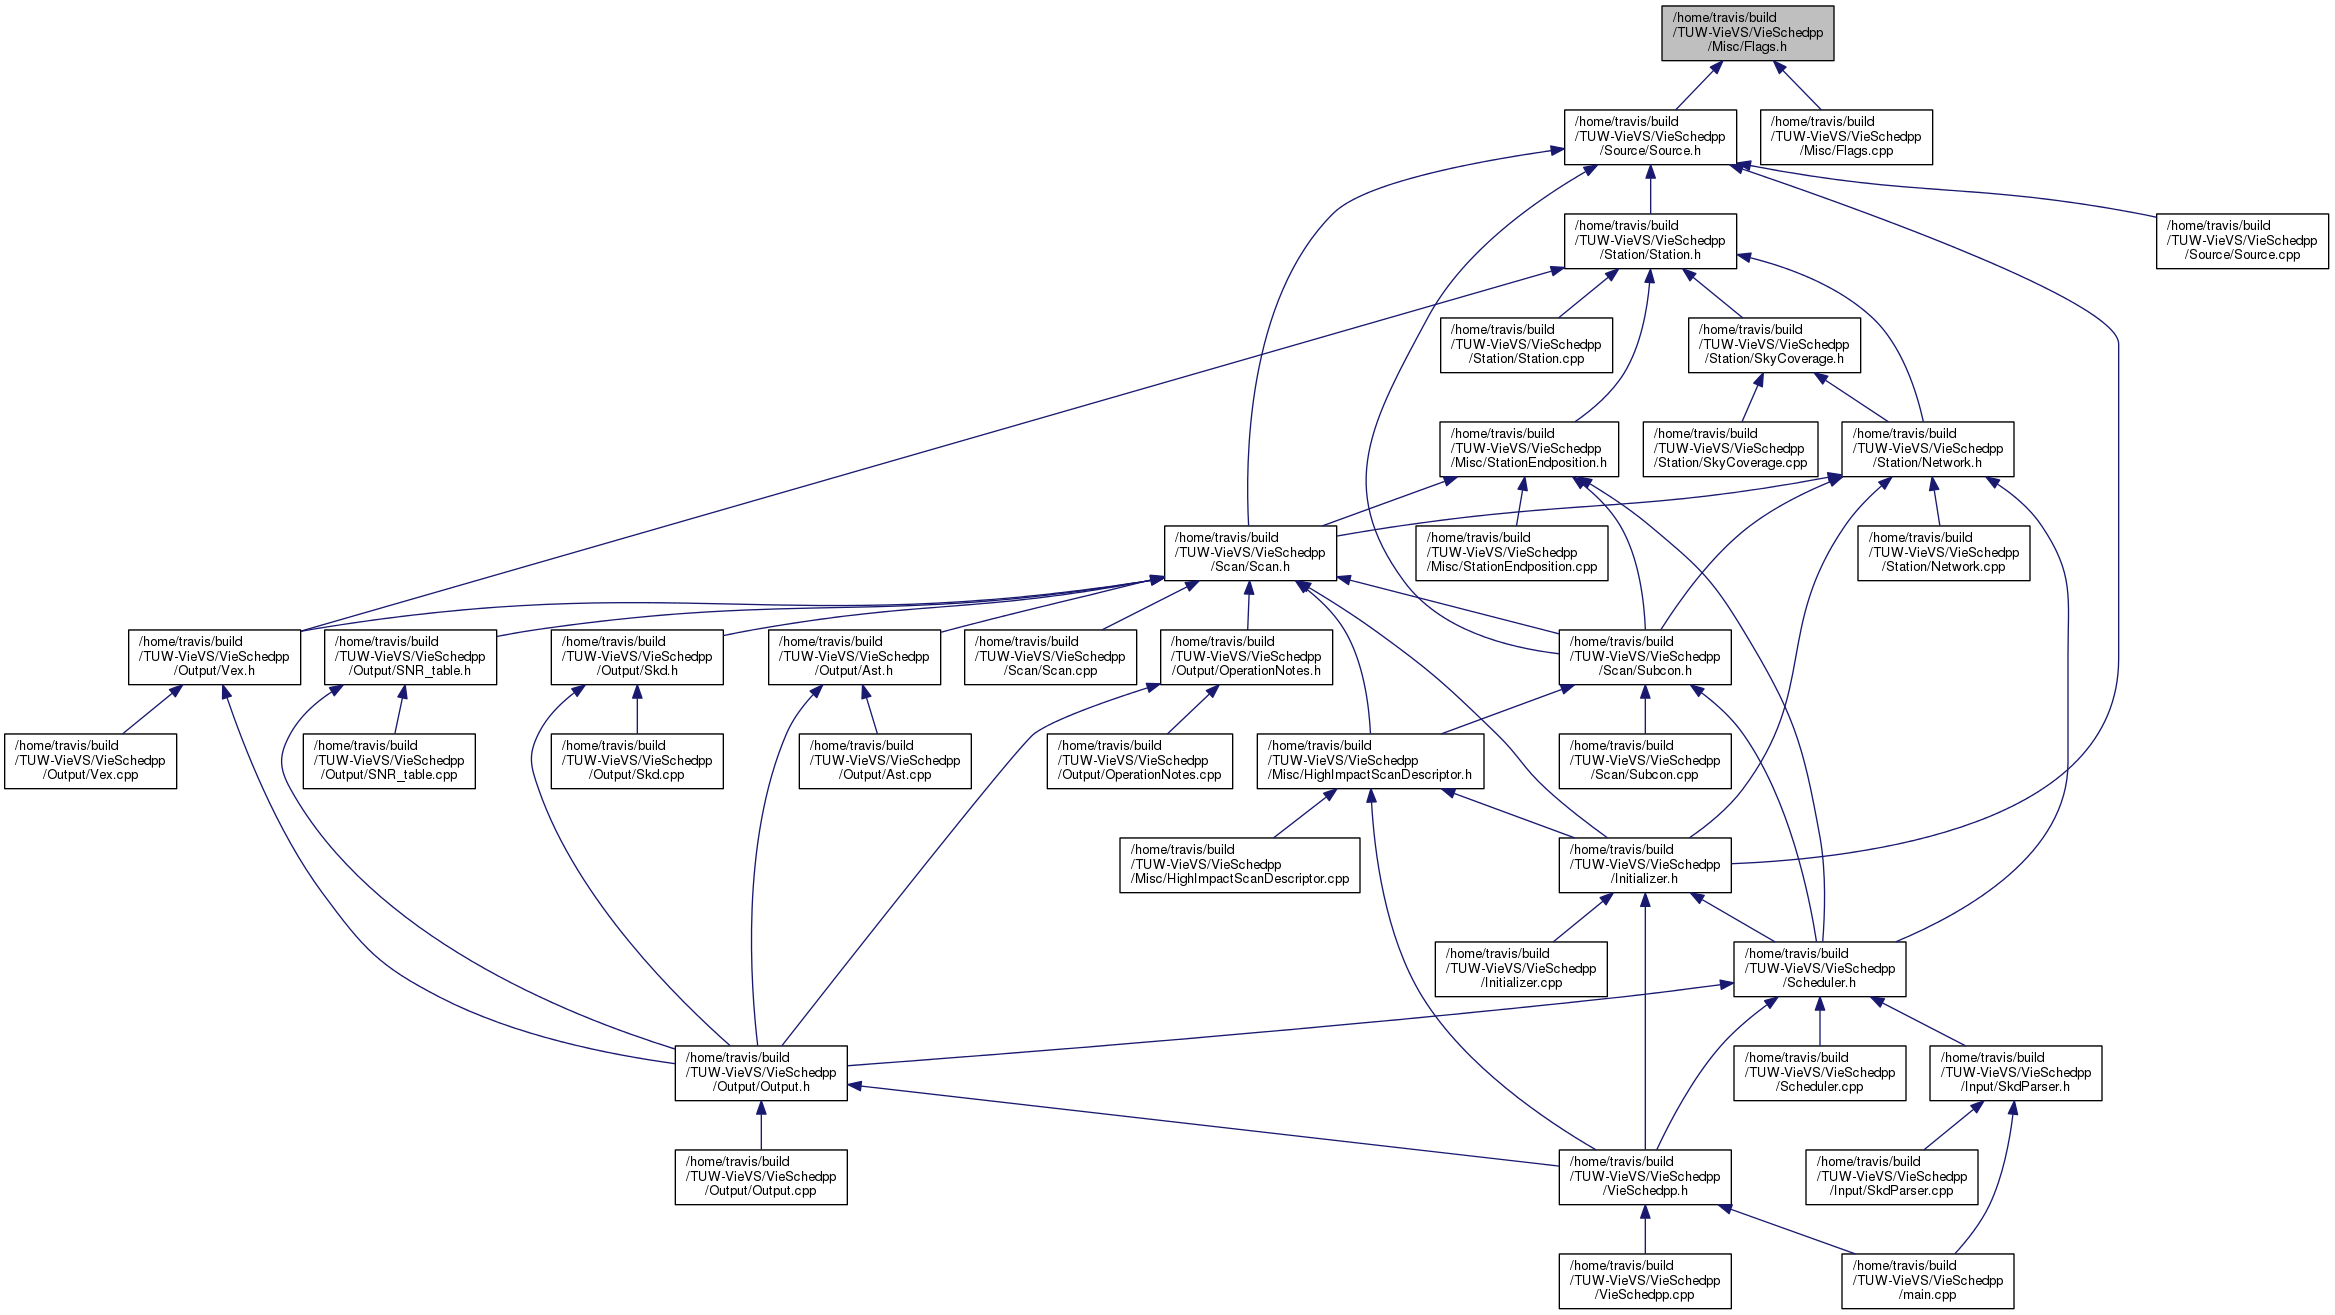 /home/travis/build
/TUW-VieVS/VieSchedpp
/Misc/Flags.h
/home/travis/build
/TUW-VieVS/VieSchedpp
/Source/Source.h
/home/travis/build
/TUW-VieVS/VieSchedpp
/Misc/Flags.cpp
/home/travis/build
/TUW-VieVS/VieSchedpp
/Station/Station.h
/home/travis/build
/TUW-VieVS/VieSchedpp
/Source/Source.cpp
/home/travis/build
/TUW-VieVS/VieSchedpp
/Station/Station.cpp
/home/travis/build
/TUW-VieVS/VieSchedpp
/Station/SkyCoverage.h
/home/travis/build
/TUW-VieVS/VieSchedpp
/Misc/StationEndposition.h
/home/travis/build
/TUW-VieVS/VieSchedpp
/Station/SkyCoverage.cpp
/home/travis/build
/TUW-VieVS/VieSchedpp
/Station/Network.h
/home/travis/build
/TUW-VieVS/VieSchedpp
/Scan/Scan.h
/home/travis/build
/TUW-VieVS/VieSchedpp
/Misc/StationEndposition.cpp
/home/travis/build
/TUW-VieVS/VieSchedpp
/Station/Network.cpp
/home/travis/build
/TUW-VieVS/VieSchedpp
/Output/Vex.h
/home/travis/build
/TUW-VieVS/VieSchedpp
/Output/SNR_table.h
/home/travis/build
/TUW-VieVS/VieSchedpp
/Output/Skd.h
/home/travis/build
/TUW-VieVS/VieSchedpp
/Output/Ast.h
/home/travis/build
/TUW-VieVS/VieSchedpp
/Scan/Scan.cpp
/home/travis/build
/TUW-VieVS/VieSchedpp
/Output/OperationNotes.h
/home/travis/build
/TUW-VieVS/VieSchedpp
/Scan/Subcon.h
/home/travis/build
/TUW-VieVS/VieSchedpp
/Output/Vex.cpp
/home/travis/build
/TUW-VieVS/VieSchedpp
/Output/SNR_table.cpp
/home/travis/build
/TUW-VieVS/VieSchedpp
/Output/Skd.cpp
/home/travis/build
/TUW-VieVS/VieSchedpp
/Output/Ast.cpp
/home/travis/build
/TUW-VieVS/VieSchedpp
/Output/OperationNotes.cpp
/home/travis/build
/TUW-VieVS/VieSchedpp
/Misc/HighImpactScanDescriptor.h
/home/travis/build
/TUW-VieVS/VieSchedpp
/Scan/Subcon.cpp
/home/travis/build
/TUW-VieVS/VieSchedpp
/Misc/HighImpactScanDescriptor.cpp
/home/travis/build
/TUW-VieVS/VieSchedpp
/Initializer.h
/home/travis/build
/TUW-VieVS/VieSchedpp
/Initializer.cpp
/home/travis/build
/TUW-VieVS/VieSchedpp
/Scheduler.h
/home/travis/build
/TUW-VieVS/VieSchedpp
/Output/Output.h
/home/travis/build
/TUW-VieVS/VieSchedpp
/Scheduler.cpp
/home/travis/build
/TUW-VieVS/VieSchedpp
/Input/SkdParser.h
/home/travis/build
/TUW-VieVS/VieSchedpp
/Output/Output.cpp
/home/travis/build
/TUW-VieVS/VieSchedpp
/VieSchedpp.h
/home/travis/build
/TUW-VieVS/VieSchedpp
/Input/SkdParser.cpp
/home/travis/build
/TUW-VieVS/VieSchedpp
/VieSchedpp.cpp
/home/travis/build
/TUW-VieVS/VieSchedpp
/main.cpp